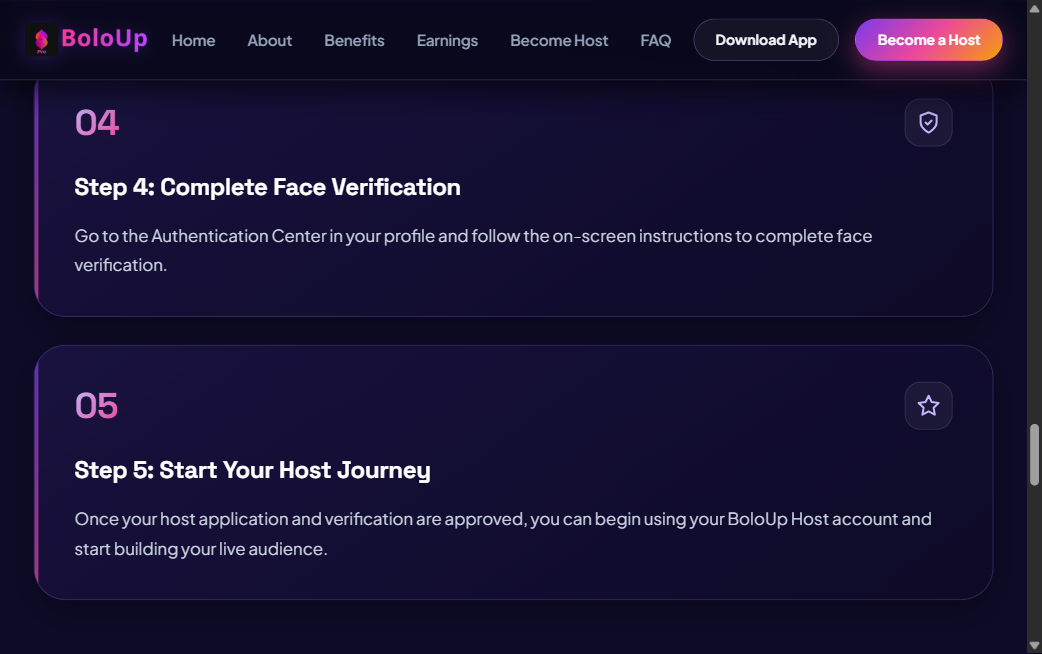 BoloUp
Home
About
Benefits
Earnings
Become Host
FAQ
Download App
Become a Host
04
Step 4: Complete Face Verification
Go to the Authentication Center in your profile and follow the on-screen instructions to complete face
verification.
05
Step 5: Start Your Host Journey
Once your host application and verification are approved, you can begin using your BoloUp Host account and
start building your live audience.